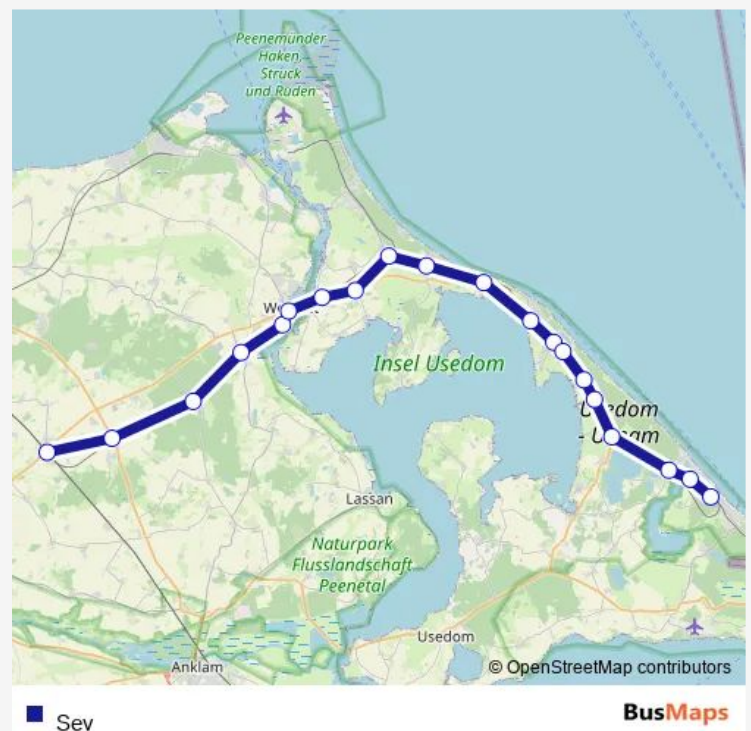 Peenemünder
Haken,
Struck
und Ruden
Insel Usedom
Lassan
Naturpark
Flusslandschaft
Peenetal
Usedom
Anklam
© OpenStreetMap contributors
Sev
BusMaps